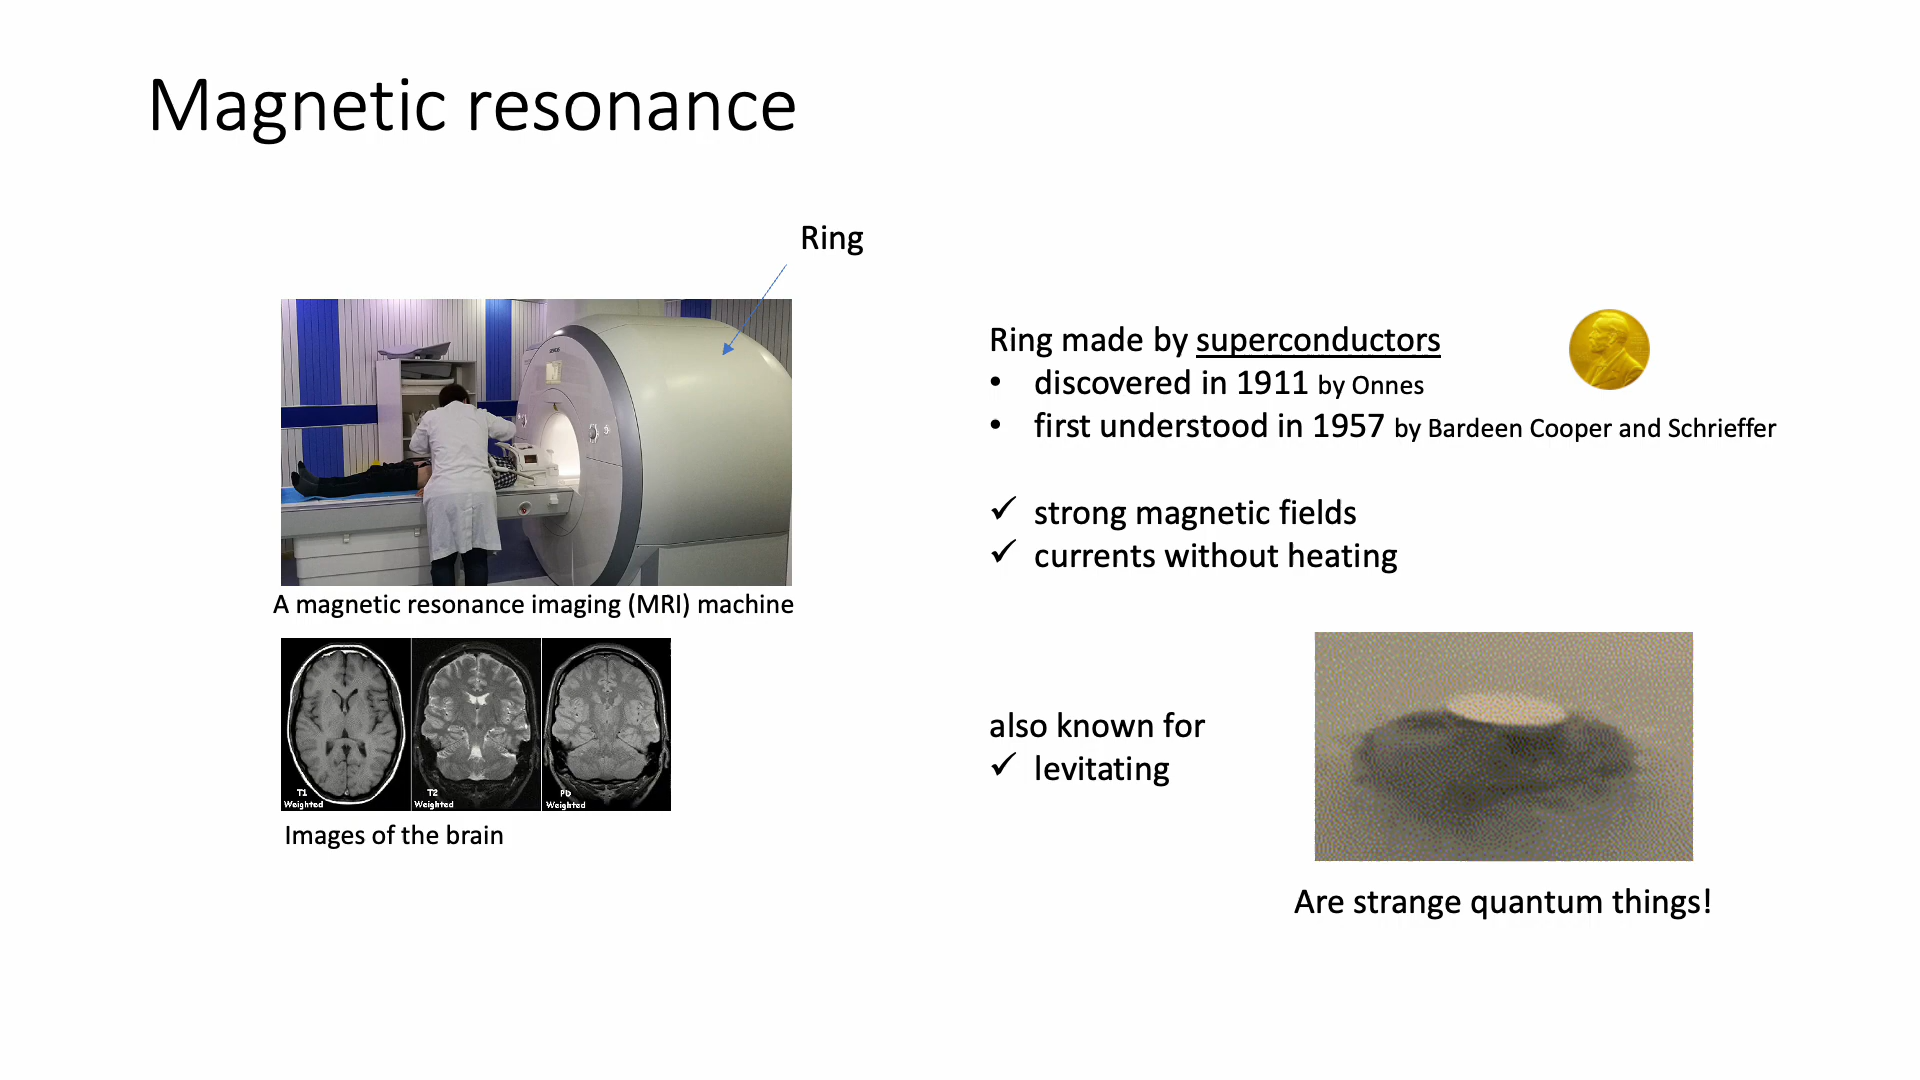 Magnetic resonance
Ring
A magnetic resonance imaging (MRI) machine
T1
Weighted
T2
Weighted
PD
Weighted
Images of the brain
Ring made by superconductors
• discovered in 1911 by Onnes
• first understood in 1957 by Bardeen Cooper and Schrieffer
✓ strong magnetic fields
✓ currents without heating
also known for
✓ levitating
Are strange quantum things!